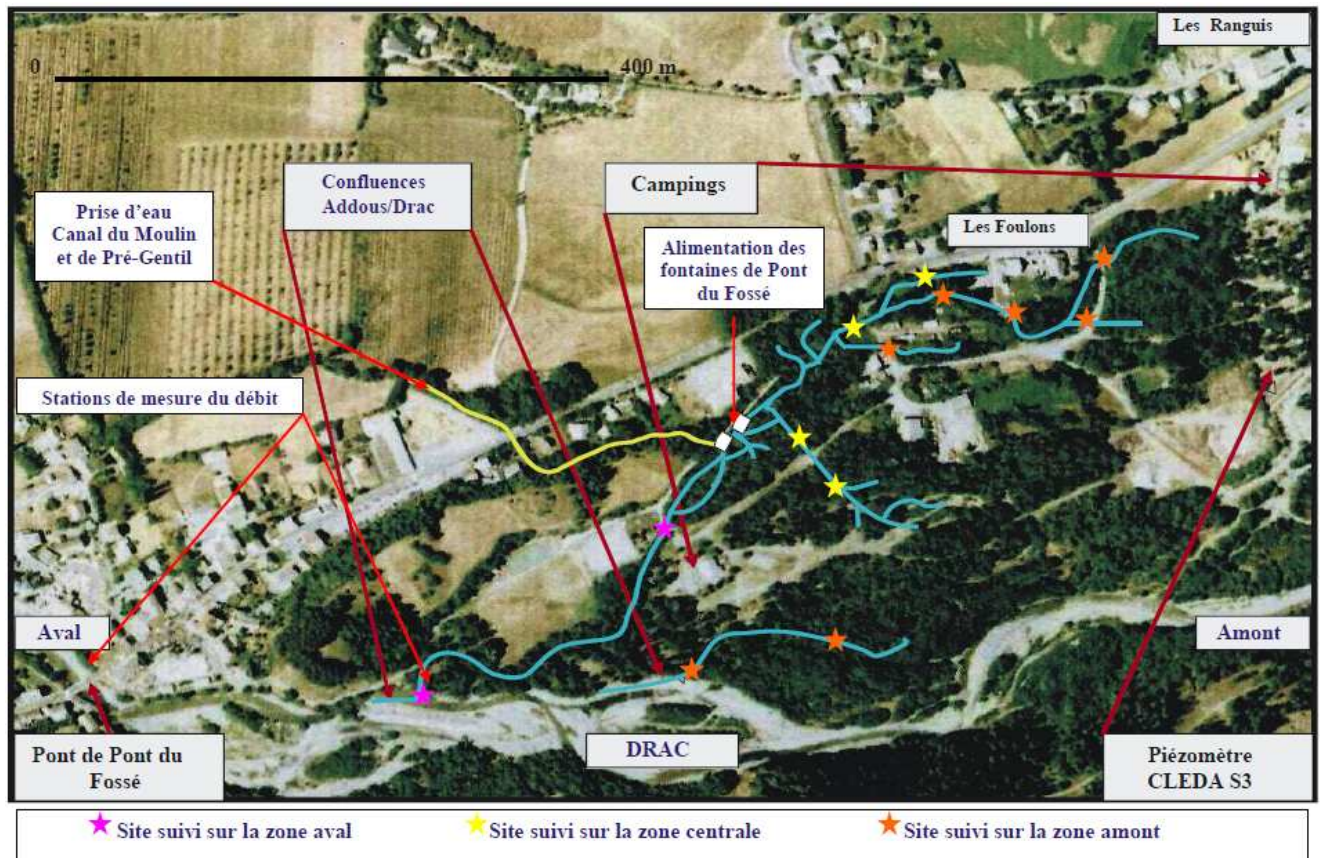 Les Ranguis
0
400 m
Confluences
Addous/Drac
Campings
Prise d'eau
Canal du Moulin
et de Pré-Gentil
Alimentation des
fontaines de Pont
du Fossé
Les Foulons
Stations de mesure du débit
Aval
Amont
Pont de Pont du
Fossé
DRAC
Piézomètre
CLEDA S3
Site suivi sur la zone aval
Site suivi sur la zone centrale
Site suivi sur la zone amont